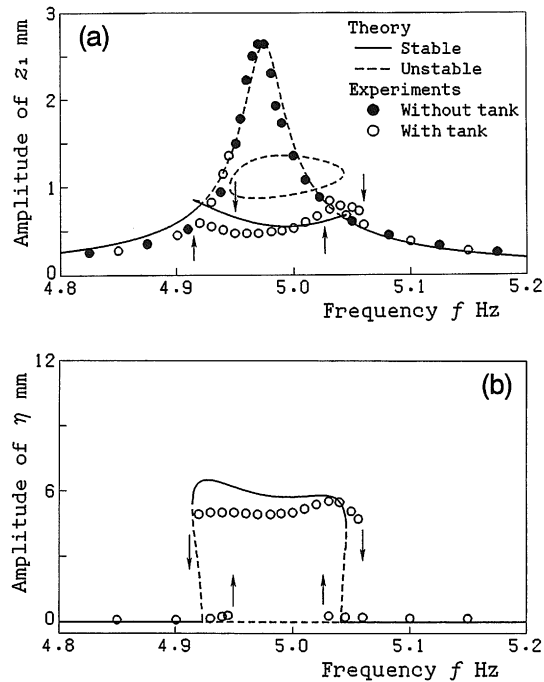 (a)
Amplitude of z₁ mm
3
2
1
0
Theory
Stable
Unstable
Experiments
Without tank
With tank
4.8 4.9 5.0 5.1 5.2
Frequency f Hz
(b)
Amplitude of η mm
12
6
0
4.8 4.9 5.0 5.1 5.2
Frequency f Hz